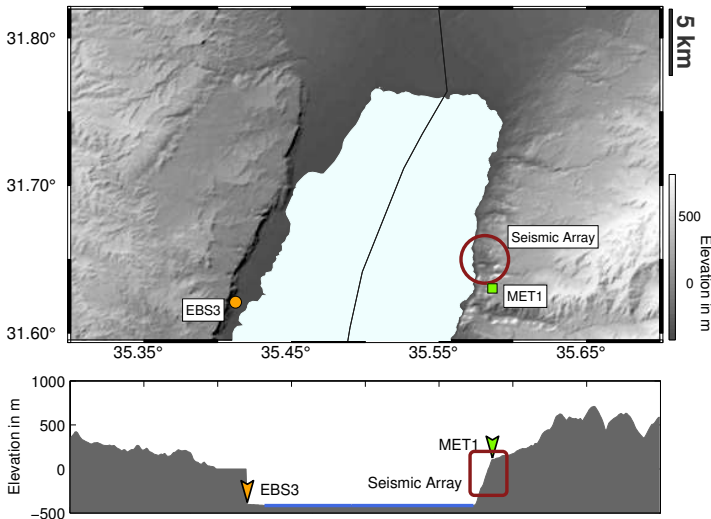 31.80°
31.70°
31.60°
35.35°
35.45°
35.55°
35.65°
5 km
500
0
Elevation in m
Seismic Array
MET1
EBS3
1000
500
0
−500
Elevation in m
MET1
Seismic Array
EBS3